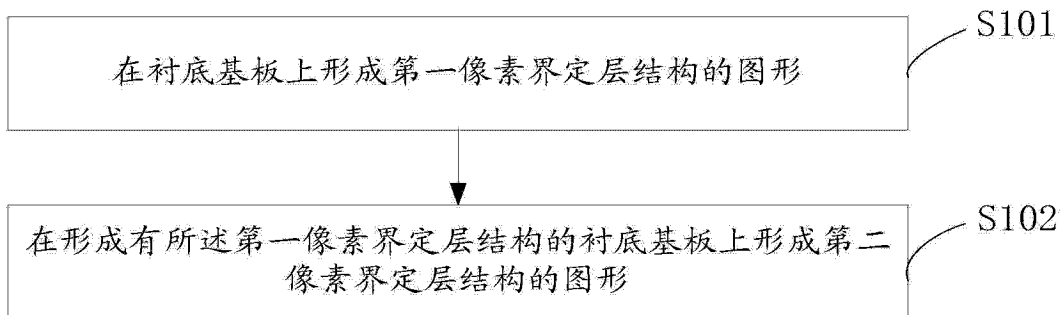 S101
在衬底基板上形成第一像素界定层结构的图形
S102
在形成有所述第一像素界定层结构的衬底基板上形成第二
像素界定层结构的图形